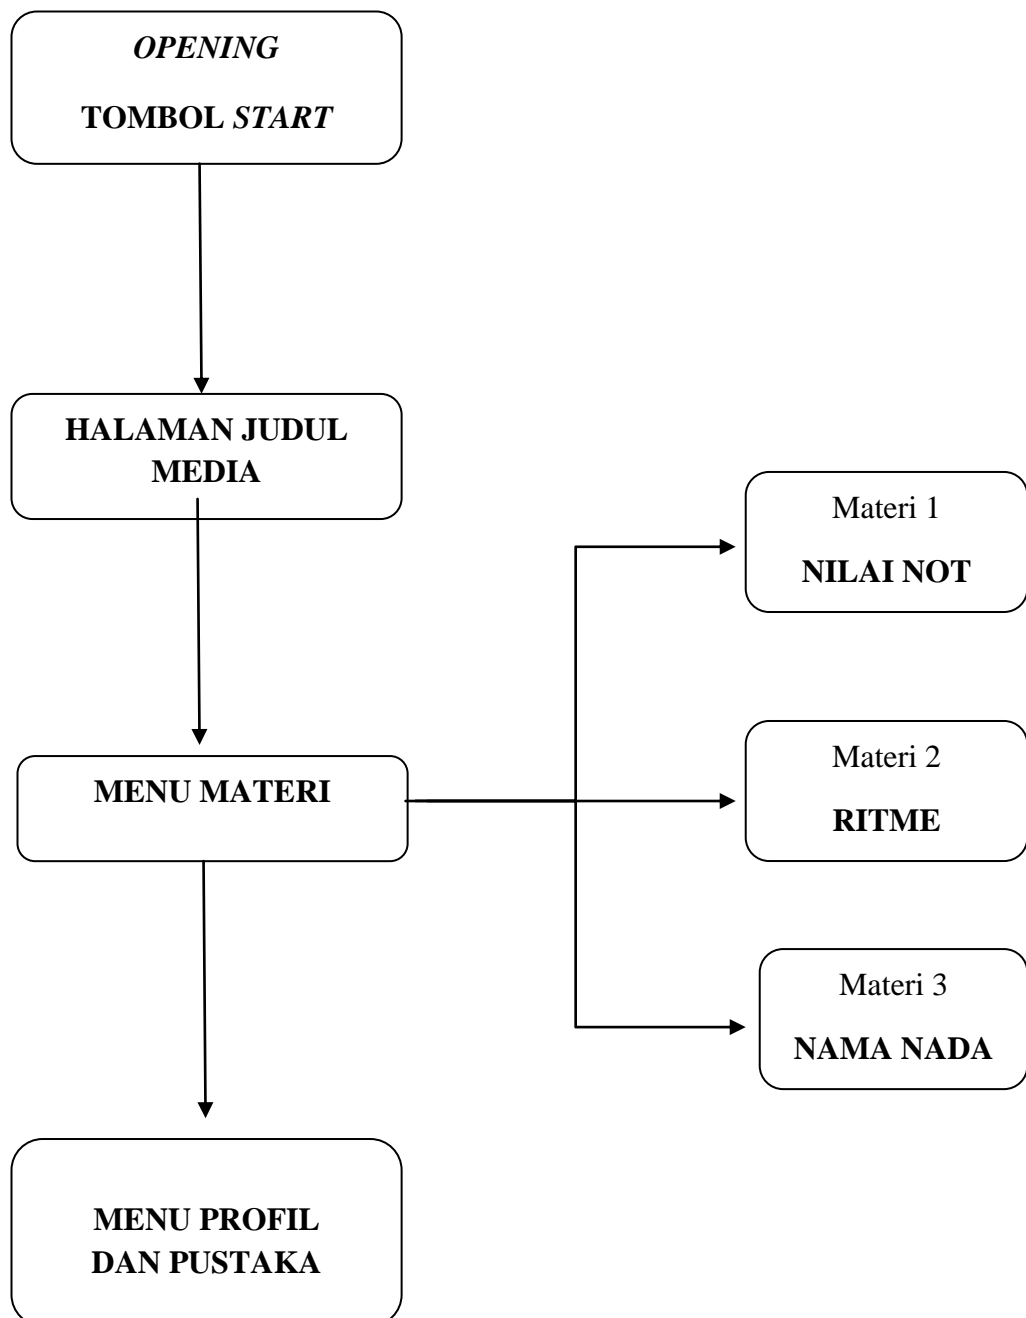 OPENING
TOMBOL START
HALAMAN JUDUL
MEDIA
MENU MATERI
Materi 1
NILAI NOT
Materi 2
RITME
Materi 3
NAMA NADA
MENU PROFIL
DAN PUSTAKA